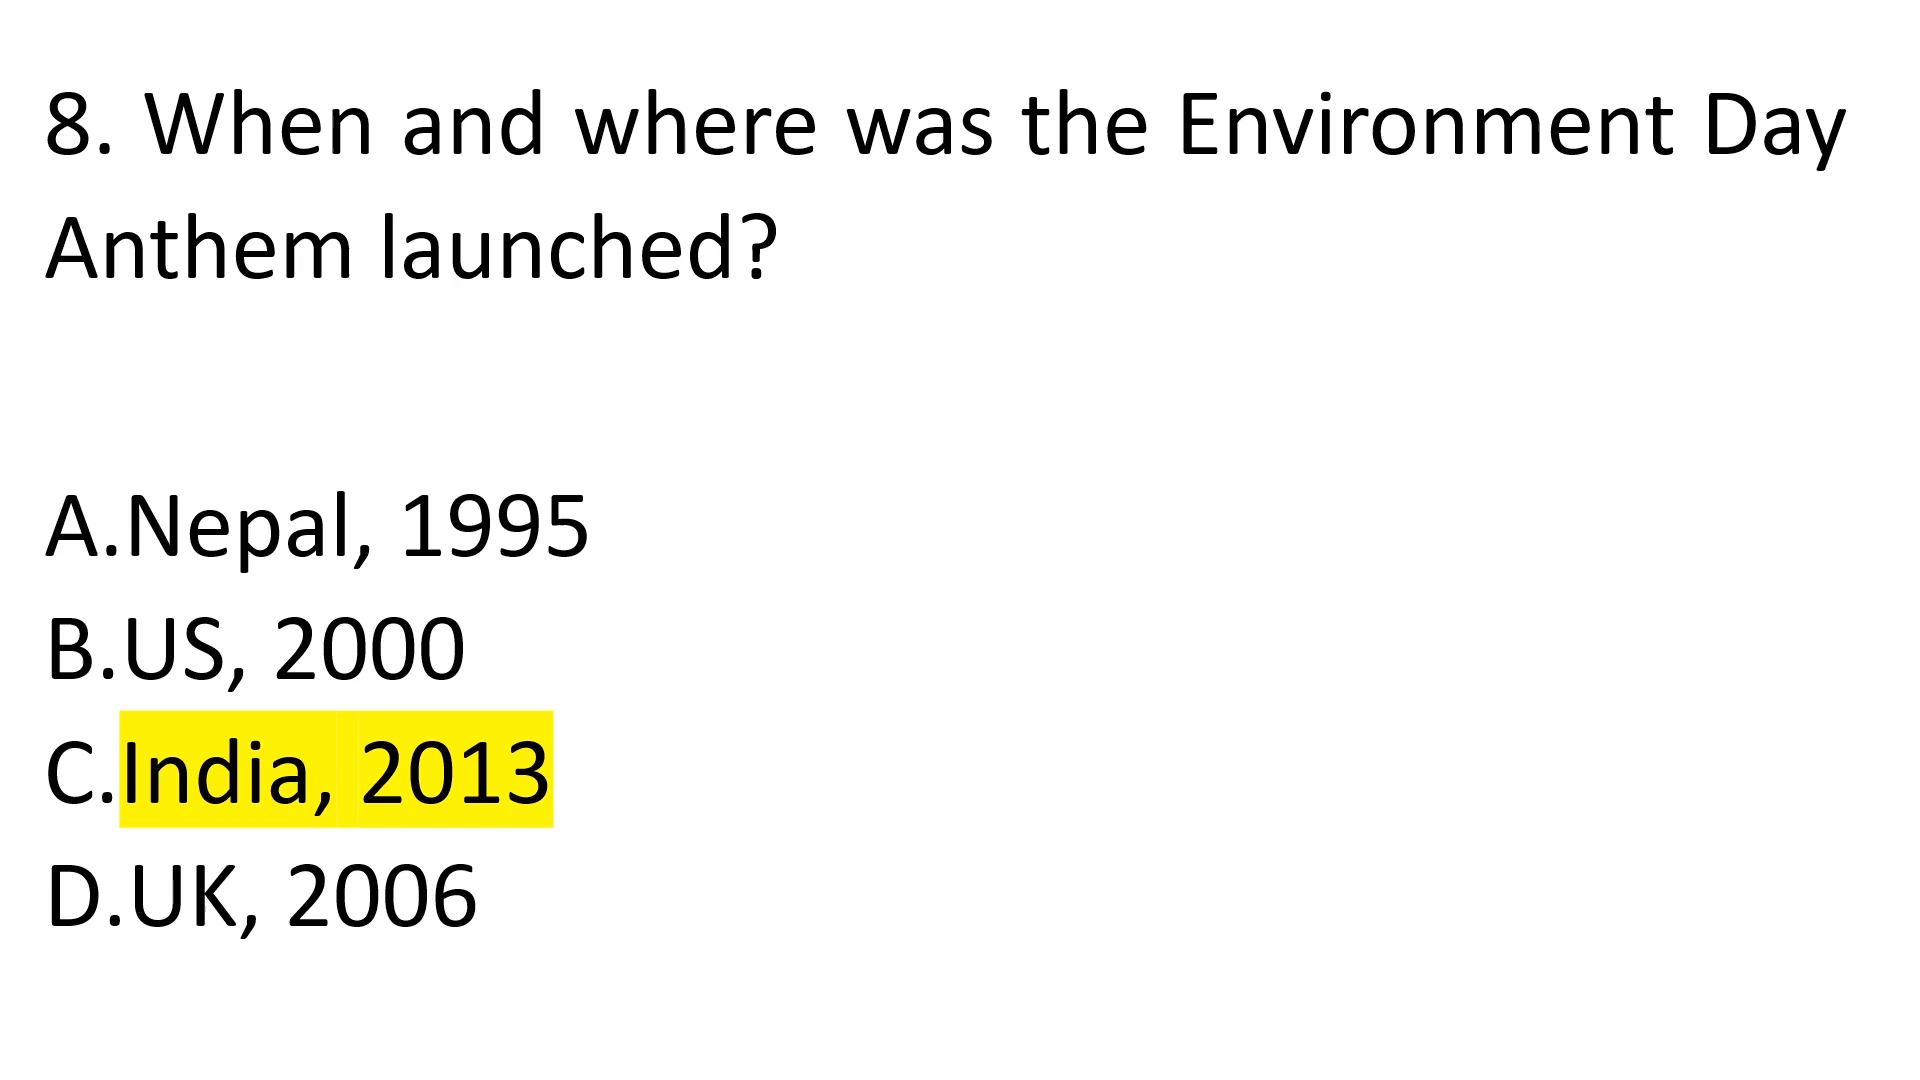 8. When and where was the Environment Day
Anthem launched?
A.Nepal, 1995
B.US, 2000
C.India, 2013
D.UK, 2006